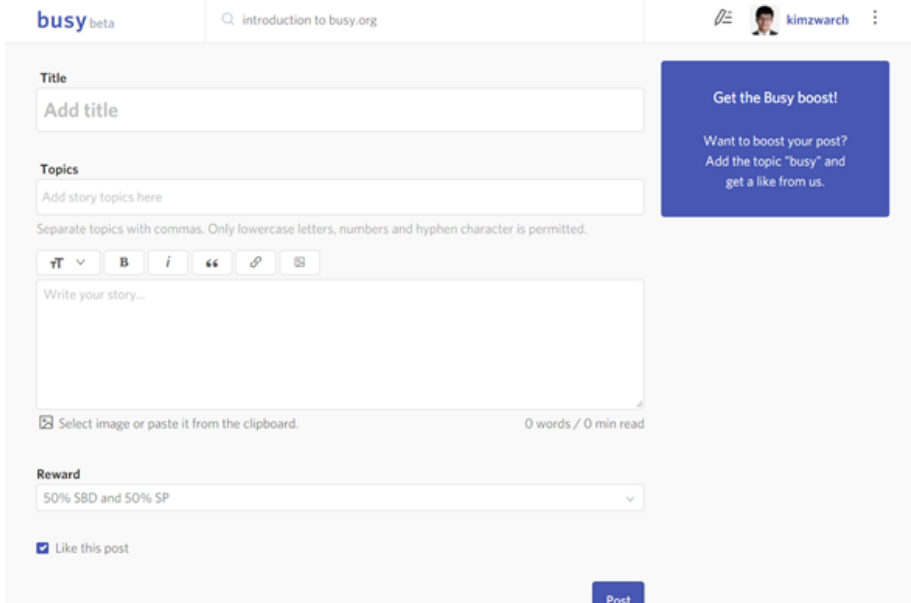 busy beta
introduction to busy.org
kimzwarch
Title
Add title
Topics
Add story topics here
Separate topics with commas. Only lowercase letters, numbers and hyphen character is permitted.
TT
B i “
Write your story...
Select image or paste it from the clipboard.
0 words / 0 min read
Reward
50% SBD and 50% SP
Like this post
Post
Get the Busy boost!
Want to boost your post?
Add the topic "busy" and
get a like from us.